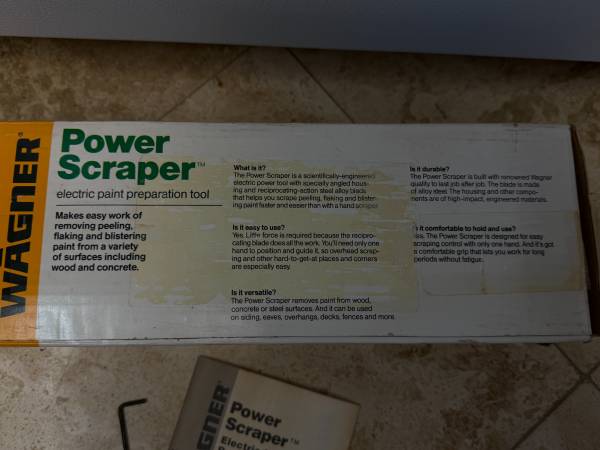 WAGNER®
Power
Scraper™
electric paint preparation tool
Makes easy work of
removing peeling,
flaking and blistering
paint from a variety
of surfaces including
wood and concrete.
What is it?
The Power Scraper is a scientifically-engineered
electric power tool with specially angled hous-
ing and reciprocating-action steel alloy blade
that helps you scrape peeling, flaking and blister-
ing paint faster and easier than with a hand scraper.
Is it easy to use?
Yes. Little force is required because the recipro-
cating blade does all the work. You'll need only one
hand to position and guide it, so overhead scrap-
ing and other hard-to-get-at places and corners
are especially easy.
Is it versatile?
The Power Scraper removes paint from wood,
concrete or steel surfaces. And it can be used
on siding, eaves, overhangs, decks, fences and more.
Is it durable?
The Power Scraper is built with renowned Wagner
quality to last job after job. The blade is made
of alloy steel. The housing and other compo-
nents are of high-impact, engineered materials.
it comfortable to hold and use?
Yes. The Power Scraper is designed for easy
scraping control with only one hand. And it's got
a comfortable grip that lets you work for long
periods without fatigue.
GNER
Power
Scraper™
Electric